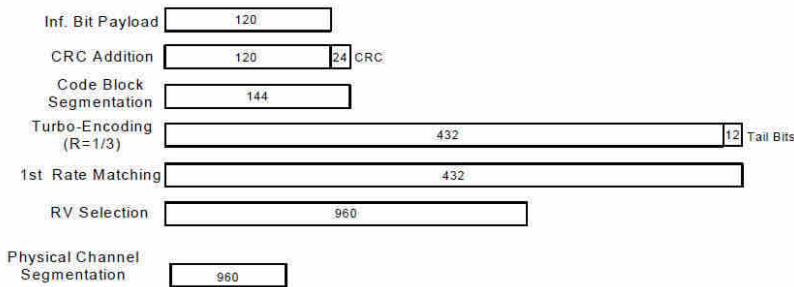 Inf. Bit Payload 120
CRC Addition 120 24 CRC
Code Block
Segmentation 144
Turbo-Encoding
(R=1/3) 432 12 Tail Bits
1st Rate Matching 432
RV Selection 960
Physical Channel
Segmentation 960